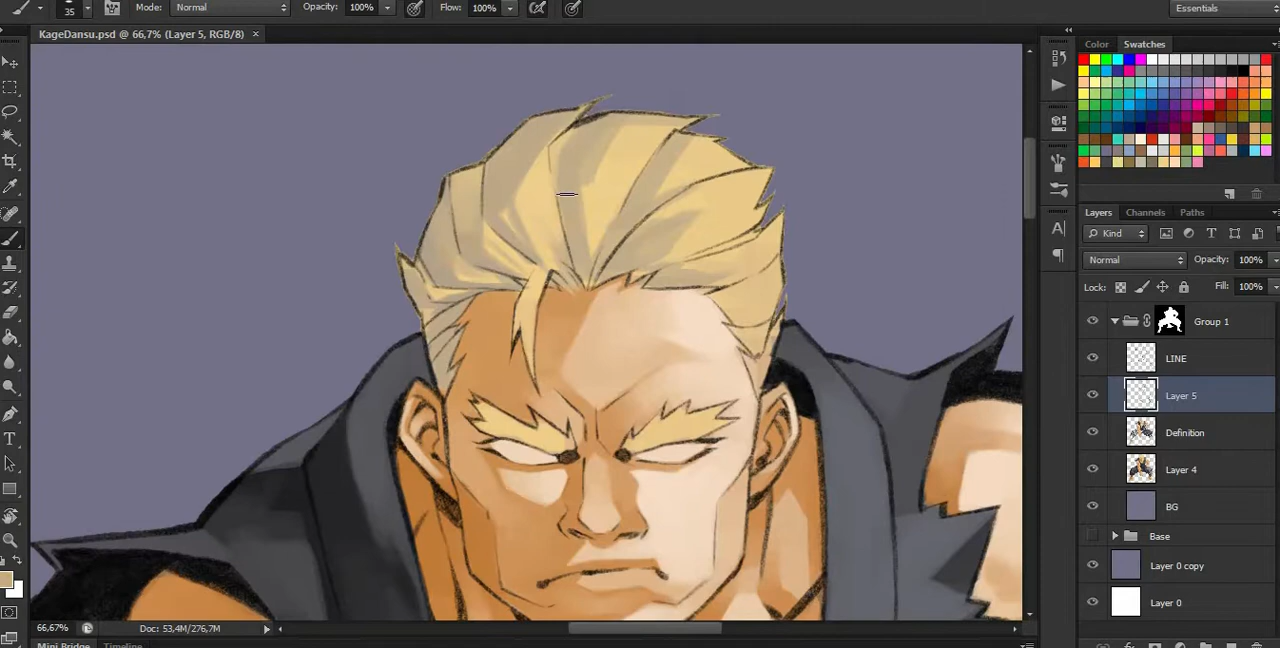 35 Mode: Normal Opacity: 100% Flow: 100% Essentials
KageDansu.psd @ 66,7% (Layer 5, RGB/8) ×
Color Swatches
Layers Channels Paths
Kind
Normal Opacity: 100%
Lock: Fill: 100%
Group 1
LINE
Layer 5
Definition
Layer 4
BG
Base
Layer 0 copy
Layer 0
66,67% Doc: 53,4M/276,7M
Mini Bridge Timeline